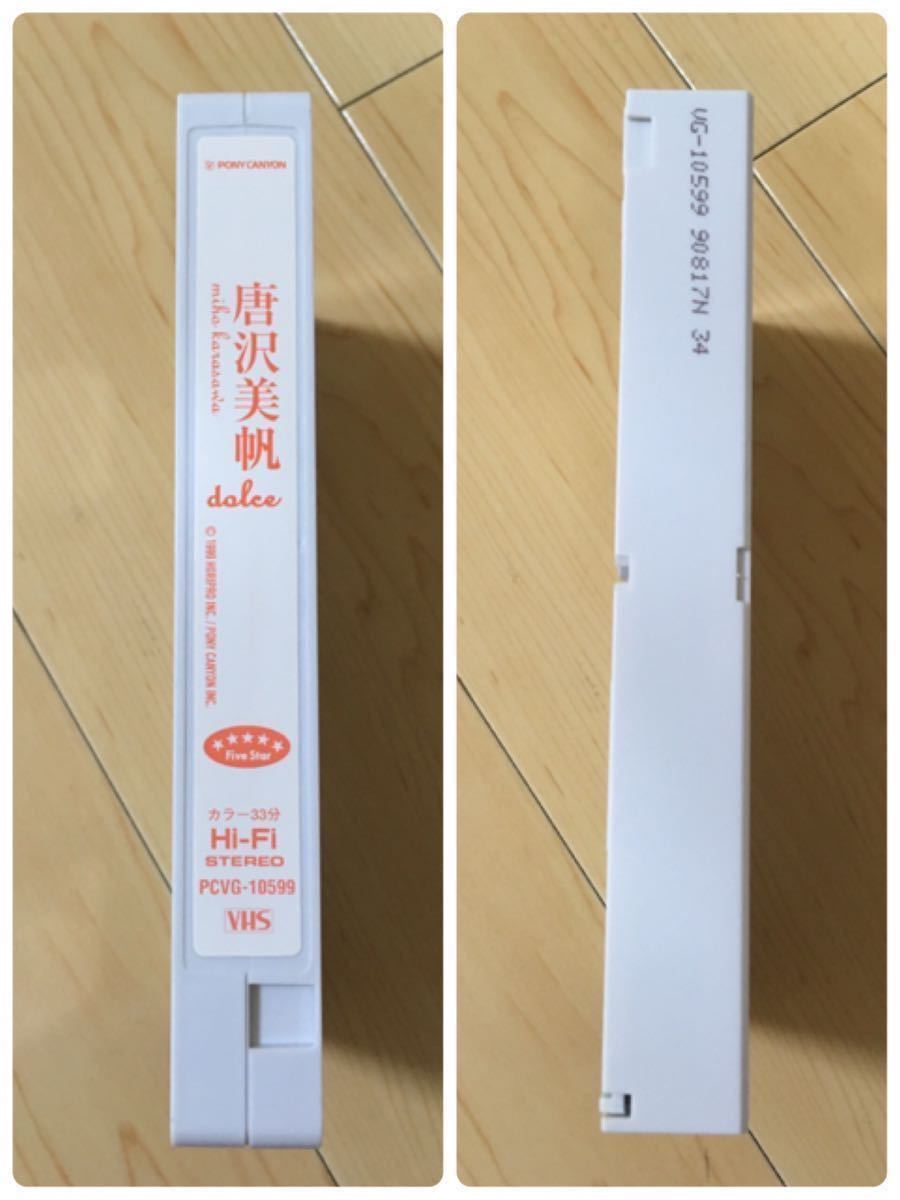 PONY CANYON
唐沢美帆
miho karasawa
dolce
© 1999 HORIPRO INC. / PONY CANYON INC.
Five Star
カラー33分
Hi-Fi
STEREO
PCVG-10599
VHS
VG-10599 90817N 34